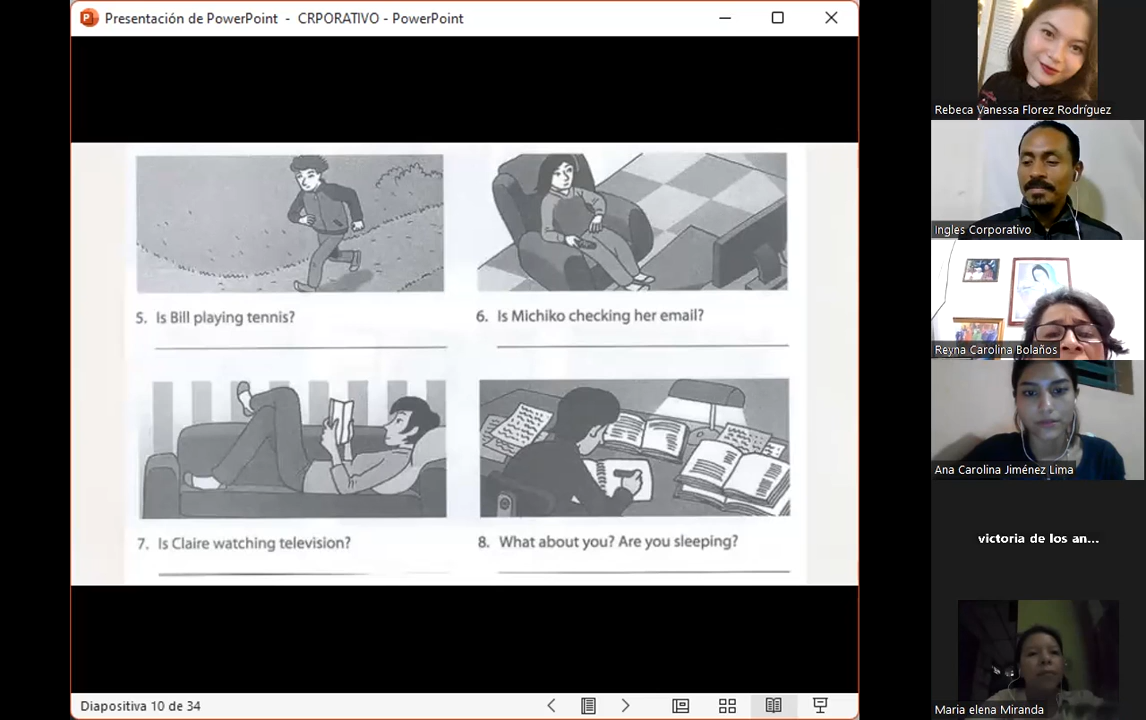 Presentación de PowerPoint - CRPORATIVO - PowerPoint
5. Is Bill playing tennis?
6. Is Michiko checking her email?
7. Is Claire watching television?
8. What about you? Are you sleeping?
Diapositiva 10 de 34
Rebeca Vanessa Florez Rodríguez
Ingles Corporativo
Reyna Carolina Bolaños
Ana Carolina Jiménez Lima
victoria de los an...
Maria elena Miranda